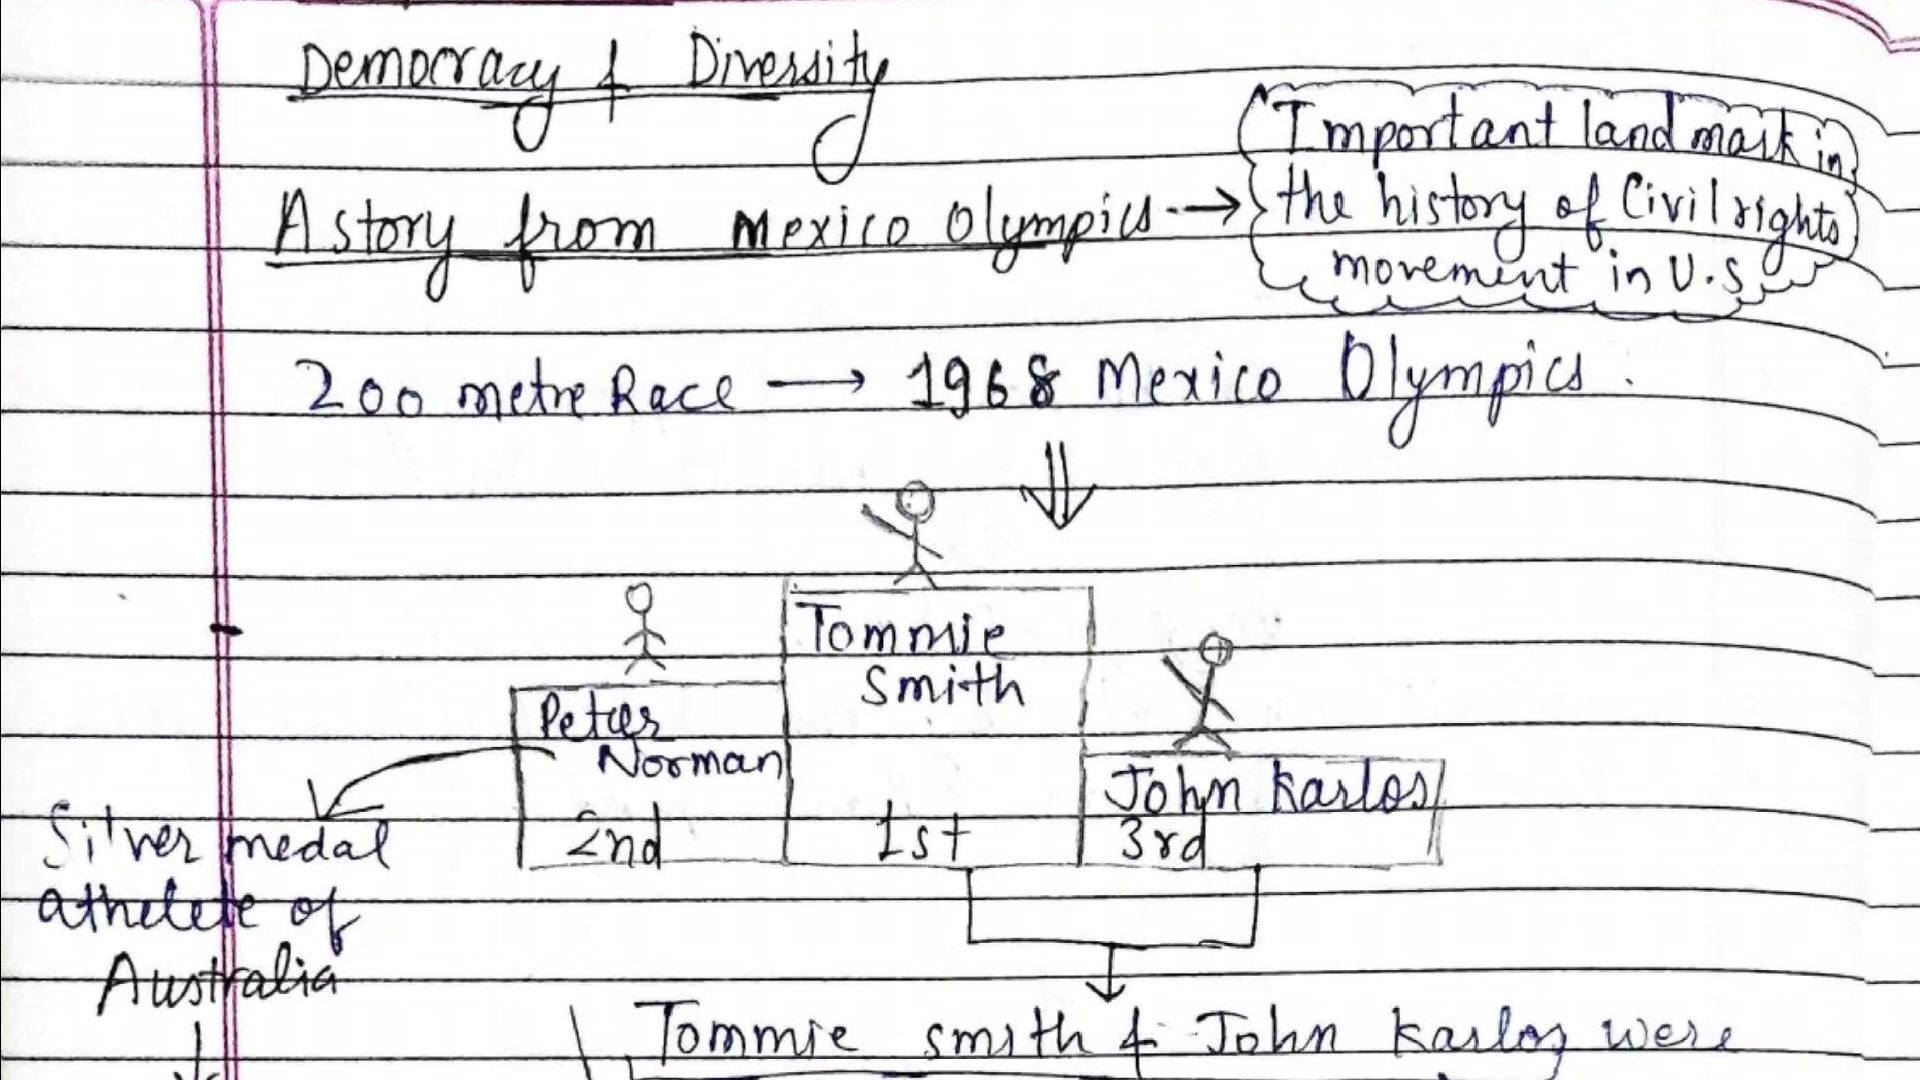 Democracy & Diversity
A story from Mexico Olympics →
Important land mark in
the history of Civil rights
movement in U.S
200 metre Race → 1968 Mexico Olympics.
Tommie
Smith
1st
Peter
Norman
2nd
John Karlos
3rd
Silver medal
athelete of
Australia
Tommie smith & John Karlos were